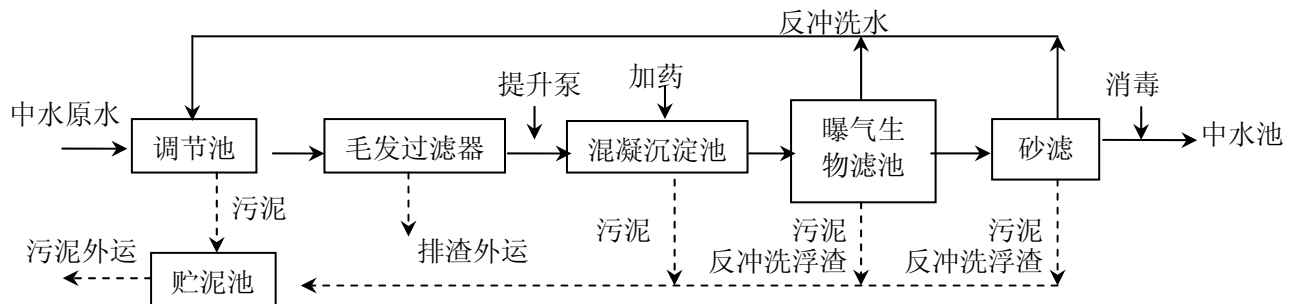 反冲洗水
提升泵
加药
消毒
中水原水
调节池
毛发过滤器
混凝沉淀池
曝气生
物滤池
砂滤
中水池
污泥
污泥
污泥
污泥
污泥外运
排渣外运
反冲洗浮渣
反冲洗浮渣
贮泥池